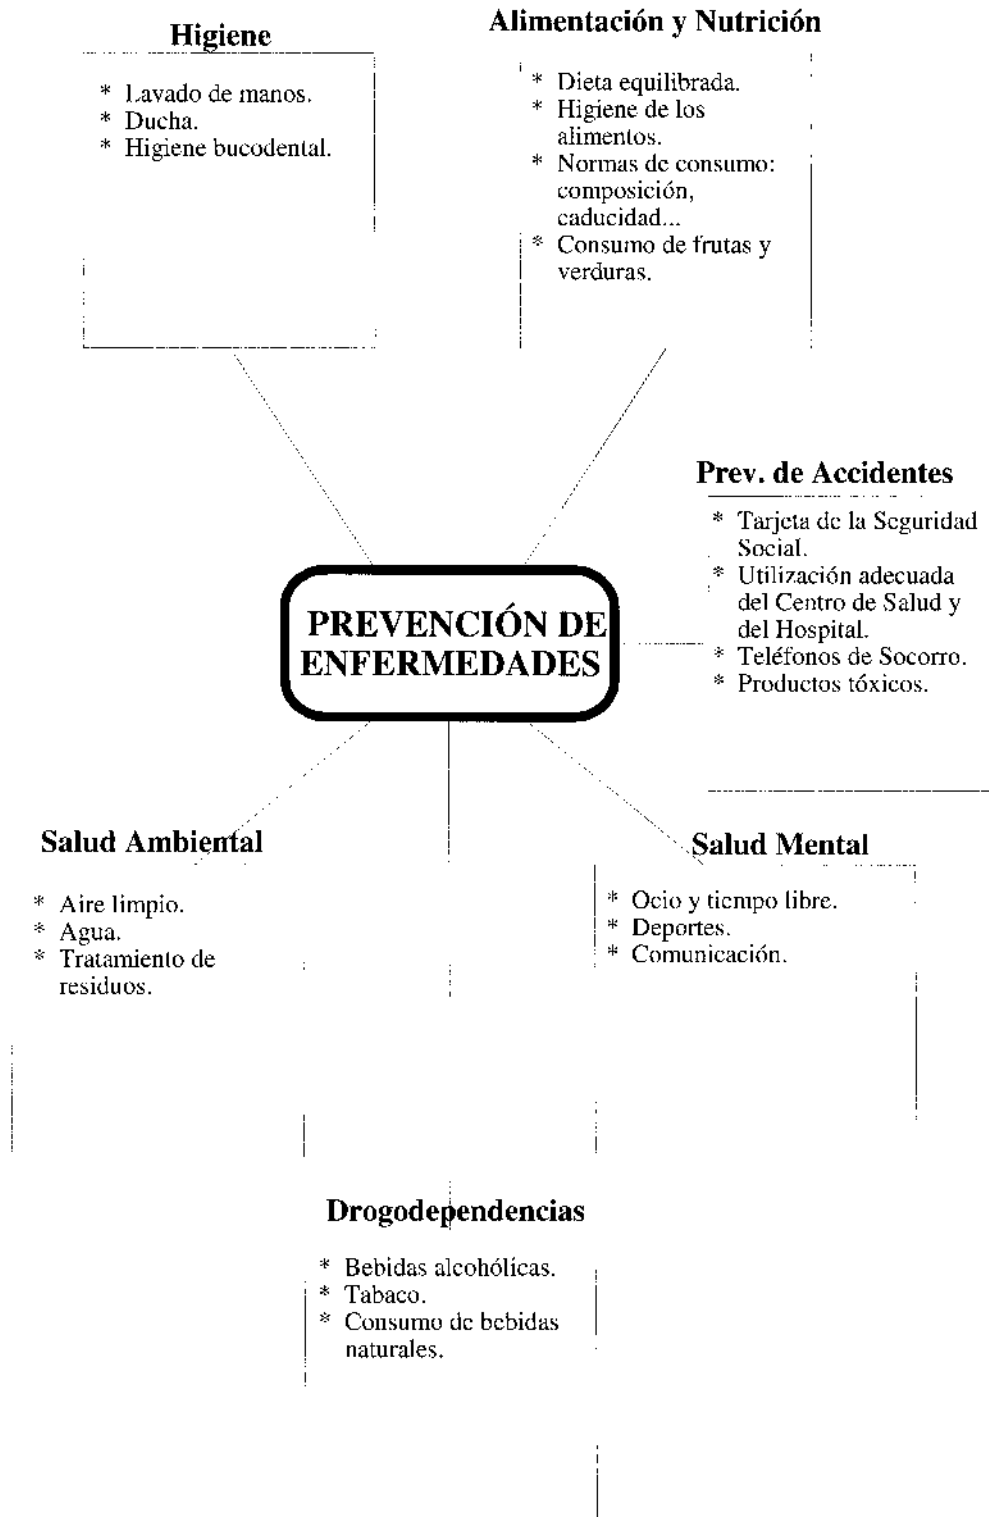 Higiene
* Lavado de manos.
* Ducha.
* Higiene bucodental.
Alimentación y Nutrición
* Dieta equilibrada.
* Higiene de los
alimentos.
* Normas de consumo:
composición,
caducidad...
* Consumo de frutas y
verduras.
Prev. de Accidentes
* Tarjeta de la Seguridad
Social.
* Utilización adecuada
del Centro de Salud y
del Hospital.
* Teléfonos de Socorro.
* Productos tóxicos.
PREVENCIÓN DE
ENFERMEDADES
Salud Ambiental
* Aire limpio.
* Agua.
* Tratamiento de
residuos.
Salud Mental
* Ocio y tiempo libre.
* Deportes.
* Comunicación.
Drogodependencias
* Bebidas alcohólícas.
* Tabaco.
* Consumo de bebidas
naturales.